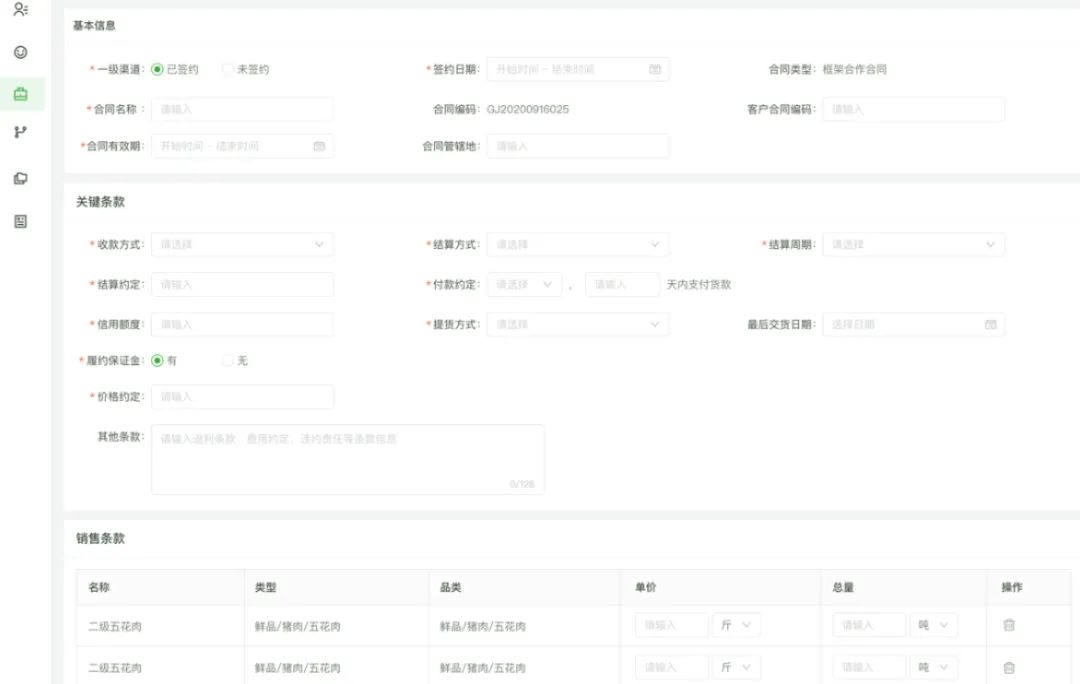 基本信息
*一级渠道： 已签约 未签约 *签约日期： 开始时间 - 结束时间 合同类型： 框架合作合同
*合同名称： 请输入 合同编码： GJ20200916025 客户合同编码： 请输入
*合同有效期： 开始时间 - 结束时间 合同管辖地： 请输入
关键条款
*收款方式： 请选择 *结算方式： 请选择 *结算周期： 请选择
*结算约定： 请输入 *付款约定： 请选择 ， 请输入 天内支付货款
*信用额度： 请输入 *提货方式： 请选择 最后交货日期： 选择日期
*履约保证金： 有 无
*价格约定： 请输入
其他条款： 请输入返利条款、费用约定、违约责任等条款信息
0/128
销售条款
名称 类型 品类 单价 总量 操作
二级五花肉 鲜品/猪肉/五花肉 鲜品/猪肉/五花肉 请输入 斤 请输入 吨
二级五花肉 鲜品/猪肉/五花肉 鲜品/猪肉/五花肉 请输入 斤 请输入 吨